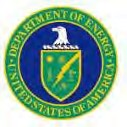 DEPARTMENT OF ENERGY
UNITED STATES OF AMERICA